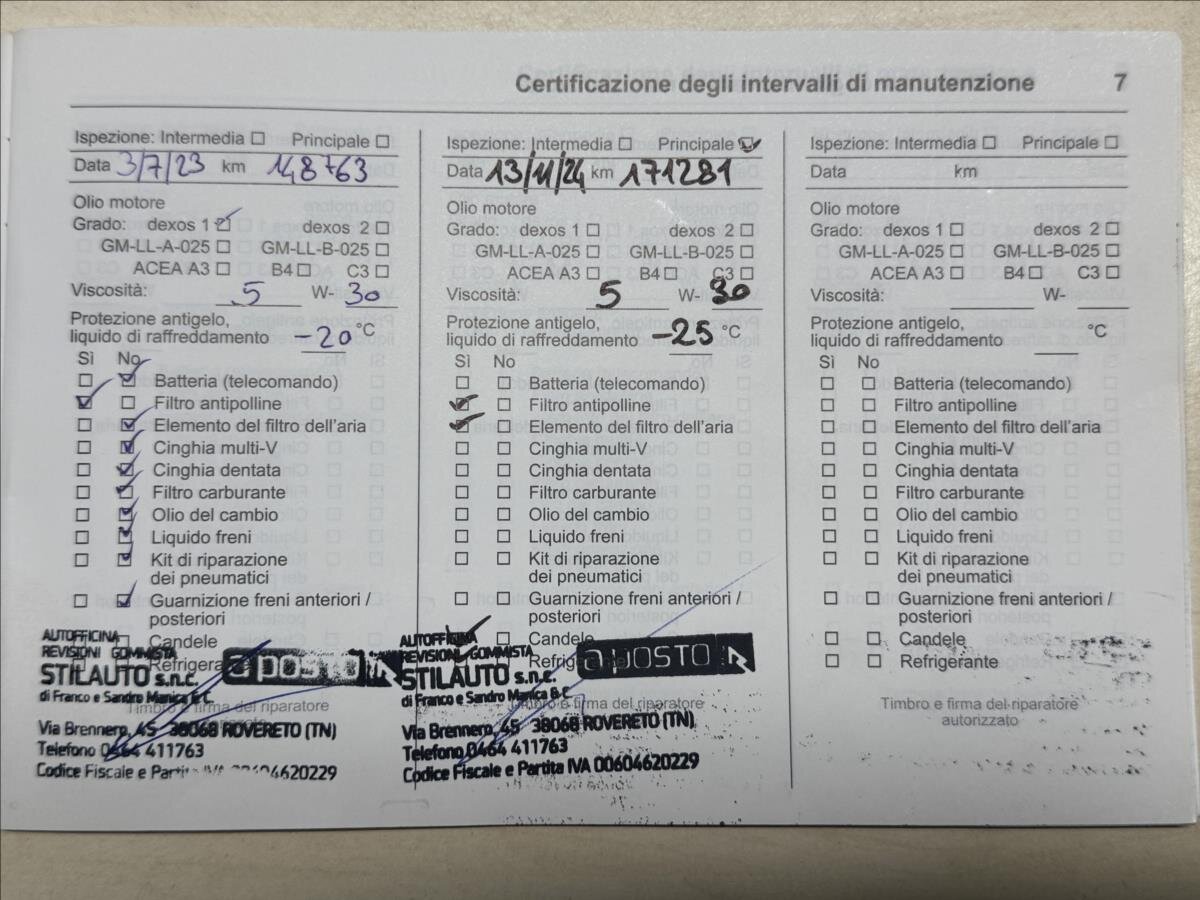 Certificazione degli intervalli di manutenzione 7
Ispezione: Intermedia ☐ Principale ☐
Data 3/7/23 km 148763
Olio motore
Grado: dexos 1 ☑ dexos 2 ☐
GM-LL-A-025 ☐ GM-LL-B-025 ☐
ACEA A3 ☐ B4 ☐ C3 ☐
Viscosità: 5 W- 30
Protezione antigelo,
liquido di raffreddamento -20 °C
Sì No
☐ ☑ Batteria (telecomando)
☑ ☐ Filtro antipolline
☐ ☑ Elemento del filtro dell'aria
☐ ☑ Cinghia multi-V
☐ ☑ Cinghia dentata
☐ ☑ Filtro carburante
☐ ☑ Olio del cambio
☐ ☑ Liquido freni
☐ ☑ Kit di riparazione
dei pneumatici
☐ ☑ Guarnizione freni anteriori /
posteriori
Candele
AUTOFFICINA
REVISIONI GOMMISTA
STILAUTO s.n.c. a POSTO
di Franco e Sandro Manica & C.
Timbro e firma del riparatore
Via Brennero, 45 38068 ROVERETO (TN)
Telefono 0464 411763
Codice Fiscale e Partita IVA 00604620229
Ispezione: Intermedia ☐ Principale ☑
Data 13/11/24 km 171281
Olio motore
Grado: dexos 1 ☐ dexos 2 ☐
GM-LL-A-025 ☐ GM-LL-B-025 ☐
ACEA A3 ☐ B4 ☐ C3 ☐
Viscosità: 5 W- 30
Protezione antigelo,
liquido di raffreddamento -25 °C
Sì No
☐ ☐ Batteria (telecomando)
☑ ☐ Filtro antipolline
☑ ☐ Elemento del filtro dell'aria
☐ ☐ Cinghia multi-V
☐ ☐ Cinghia dentata
☐ ☐ Filtro carburante
☐ ☐ Olio del cambio
☐ ☐ Liquido freni
☐ ☐ Kit di riparazione
dei pneumatici
☐ ☐ Guarnizione freni anteriori /
posteriori
Candele
AUTOFFICINA
REVISIONI GOMMISTA
Refrigerante
STILAUTO s.n.c. a POSTO
di Franco e Sandro Manica & C.
Timbro e firma del riparatore
Via Brennero, 45 38068 ROVERETO (TN)
Telefono 0464 411763
Codice Fiscale e Partita IVA 00604620229
Ispezione: Intermedia ☐ Principale ☐
Data km
Olio motore
Grado: dexos 1 ☐ dexos 2 ☐
GM-LL-A-025 ☐ GM-LL-B-025 ☐
ACEA A3 ☐ B4 ☐ C3 ☐
Viscosità: W-
Protezione antigelo,
liquido di raffreddamento °C
Sì No
☐ ☐ Batteria (telecomando)
☐ ☐ Filtro antipolline
☐ ☐ Elemento del filtro dell'aria
☐ ☐ Cinghia multi-V
☐ ☐ Cinghia dentata
☐ ☐ Filtro carburante
☐ ☐ Olio del cambio
☐ ☐ Liquido freni
☐ ☐ Kit di riparazione
dei pneumatici
☐ ☐ Guarnizione freni anteriori /
posteriori
☐ ☐ Candele
☐ ☐ Refrigerante
Timbro e firma del riparatore
autorizzato